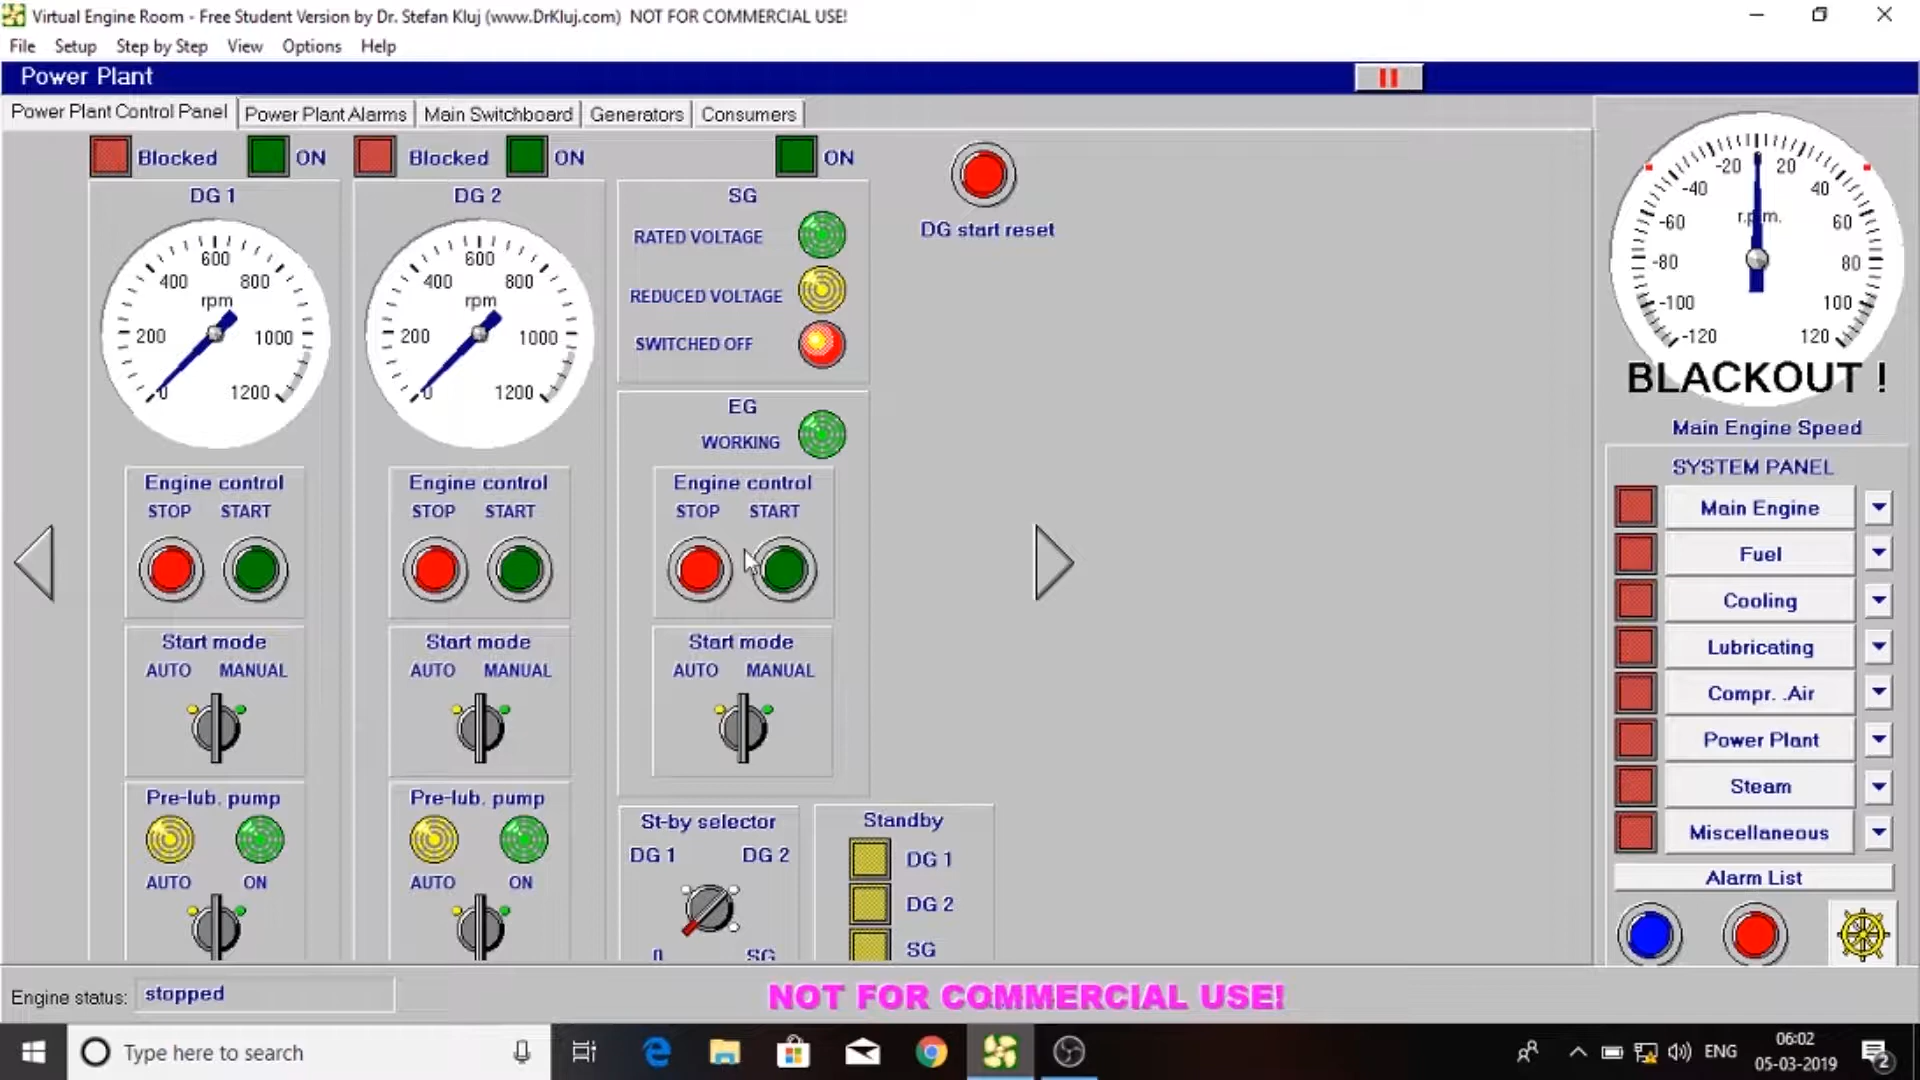 Virtual Engine Room - Free Student Version by Dr. Stefan Kluj (www.DrKluj.com)  NOT FOR COMMERCIAL USE!
File Setup Step by Step View Options Help
Power Plant
Power Plant Control Panel Power Plant Alarms Main Switchboard Generators Consumers
Blocked ON Blocked ON ON
DG 1 DG 2 SG
RATED VOLTAGE
REDUCED VOLTAGE
SWITCHED OFF
DG start reset
600
400 800
rpm
200 1000
0 1200
600
400 800
rpm
200 1000
0 1200
EG
WORKING
Engine control Engine control Engine control
STOP START STOP START STOP START
Start mode Start mode Start mode
AUTO MANUAL AUTO MANUAL AUTO MANUAL
Pre-lub. pump Pre-lub. pump
AUTO ON AUTO ON
St-by selector
DG 1 DG 2
0 SG
Standby
DG 1
DG 2
SG
-20 20
-40 40
r.p.m.
-60 60
-80 80
-100 100
-120 120
BLACKOUT !
Main Engine Speed
SYSTEM PANEL
Main Engine
Fuel
Cooling
Lubricating
Compr. .Air
Power Plant
Steam
Miscellaneous
Alarm List
Engine status: stopped
NOT FOR COMMERCIAL USE!
Type here to search
ENG
06:02
05-03-2019
2